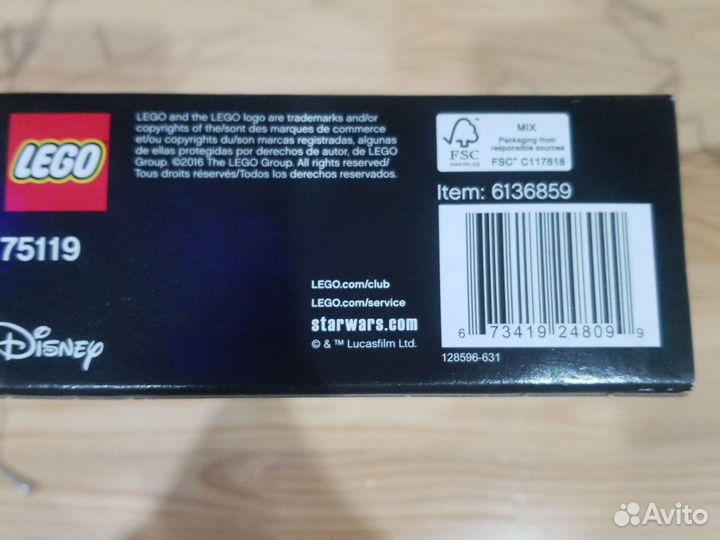 LEGO
75119
Disney
LEGO and the LEGO logo are trademarks and/or
copyrights of the/sont des marques de commerce
et/ou copyrights du/son marcas registradas, algunas
de ellas protegidas por derechos de autor, de LEGO
Group. ©2016 The LEGO Group. All rights reserved/
Tous droits réservés/Todos los derechos reservados.
LEGO.com/club
LEGO.com/service
starwars.com
© & ™ Lucasfilm Ltd.
FSC
www.fsc.org
MIX
Packaging from
responsible sources
FSC™ C117818
Item: 6136859
6 73419 24809 9
128596-631
Avito